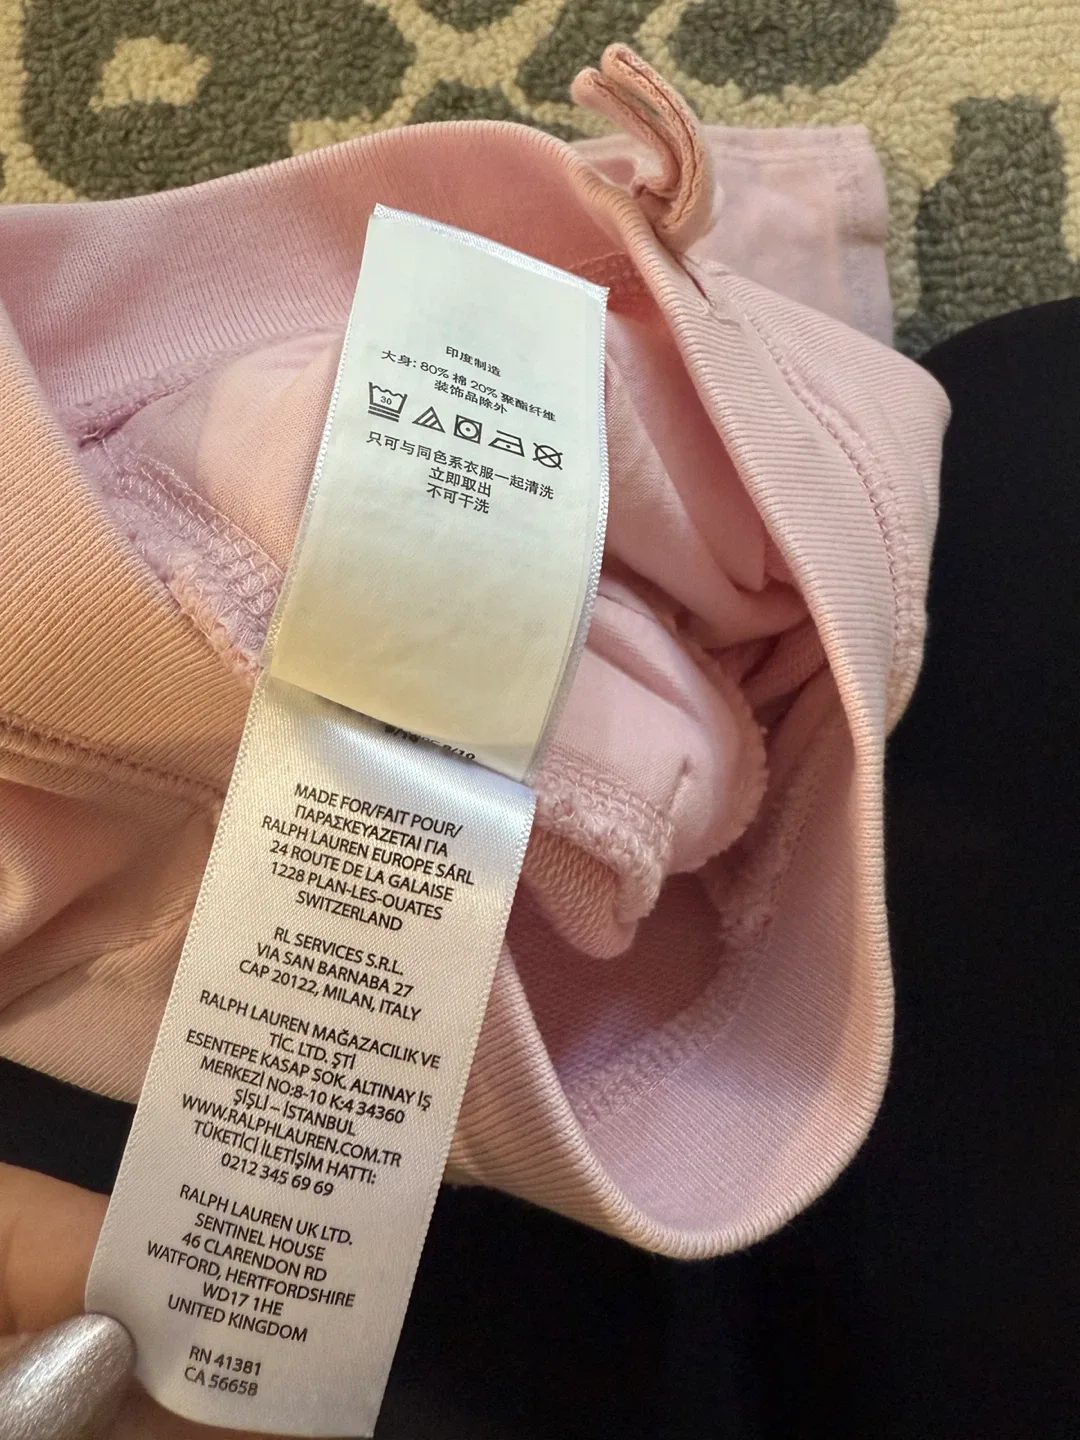 印度制造
大身: 80% 棉 20% 聚酯纤维
装饰品除外
30
只可与同色系衣服一起清洗
立即取出
不可干洗
MADE FOR/FAIT POUR/
ΠΑΡΑΣΚΕΥΑΖΕΤΑΙ ΓΙΑ
RALPH LAUREN EUROPE SÁRL
24 ROUTE DE LA GALAISE
1228 PLAN-LES-OUATES
SWITZERLAND
RL SERVICES S.R.L.
VIA SAN BARNABA 27
CAP 20122, MILAN, ITALY
RALPH LAUREN MAĞAZACILIK VE
TİC. LTD. ŞTİ
ESENTEPE KASAP SOK. ALTINAY İŞ
MERKEZİ NO:8-10 K:4 34360
ŞİŞLİ – İSTANBUL
WWW.RALPHLAUREN.COM.TR
TÜKETİCİ İLETİŞİM HATTI:
0212 345 69 69
RALPH LAUREN UK LTD.
SENTINEL HOUSE
46 CLARENDON RD
WATFORD, HERTFORDSHIRE
WD17 1HE
UNITED KINGDOM
RN 41381
CA 56658